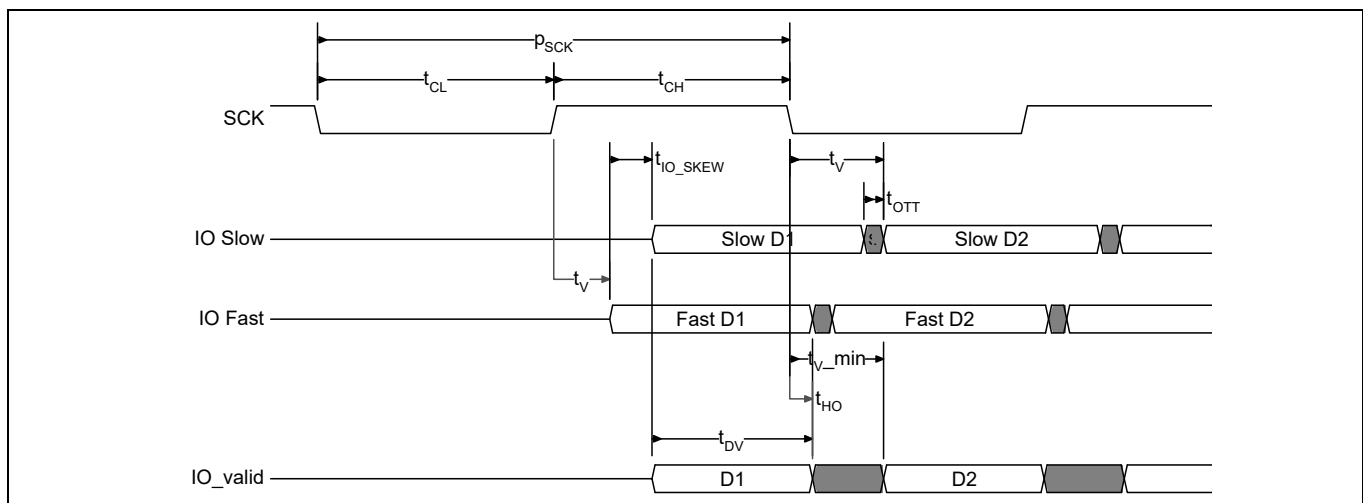 pSCK
tCL tCH
SCK
tIO_SKEW tV
tOTT
IO Slow Slow D1 Slow D2
tV
IO Fast Fast D1 Fast D2
tV_min
tHO
tDV
IO_valid D1 D2